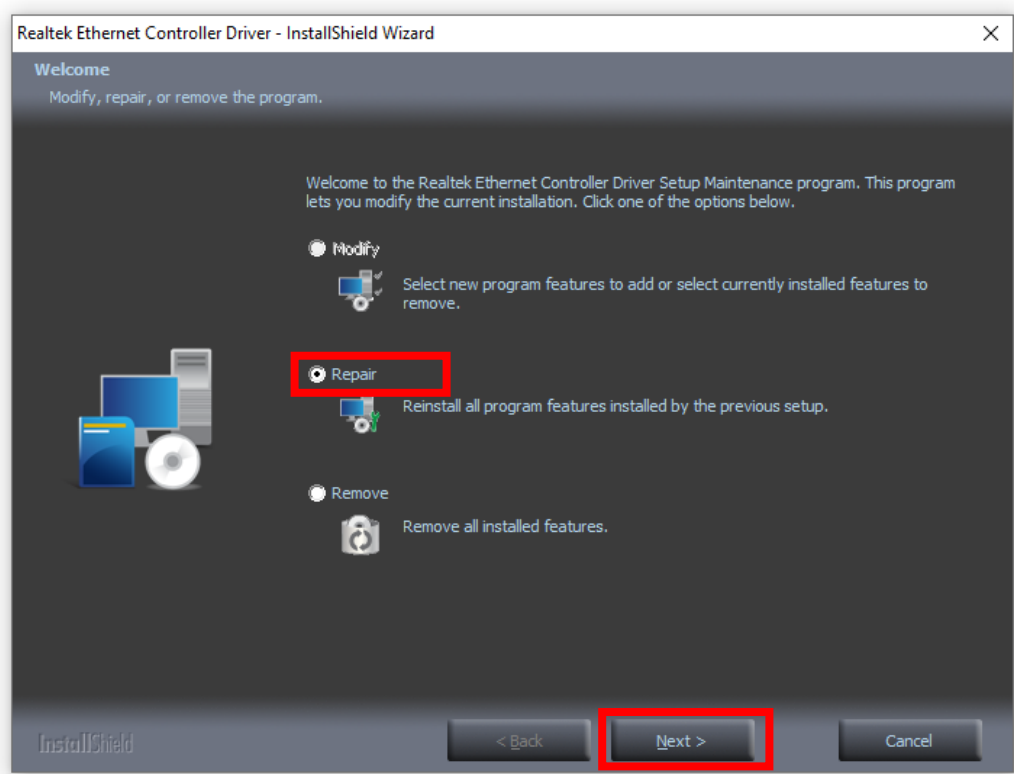 Realtek Ethernet Controller Driver - InstallShield Wizard
Welcome
Modify, repair, or remove the program.
Welcome to the Realtek Ethernet Controller Driver Setup Maintenance program. This program
lets you modify the current installation. Click one of the options below.
Modify
Select new program features to add or select currently installed features to
remove.
Repair
Reinstall all program features installed by the previous setup.
Remove
Remove all installed features.
InstallShield
< Back
Next >
Cancel